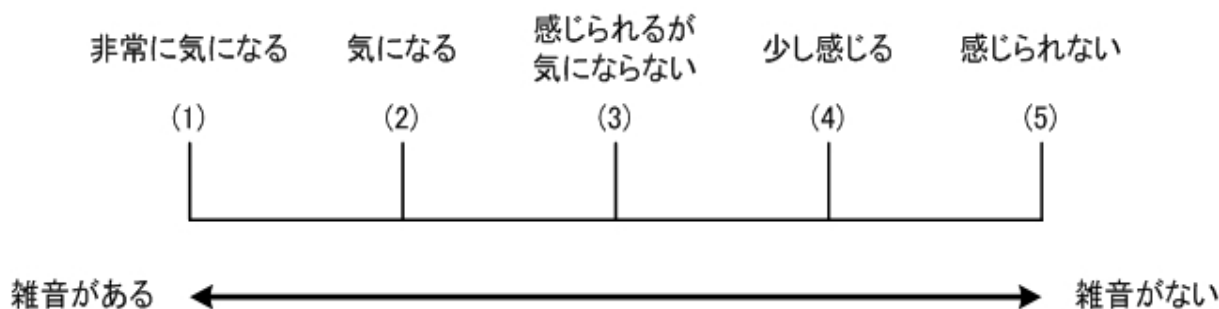 非常に気になる
気になる
感じられるが
気にならない
少し感じる
感じられない
(1)
(2)
(3)
(4)
(5)
雑音がある
雑音がない